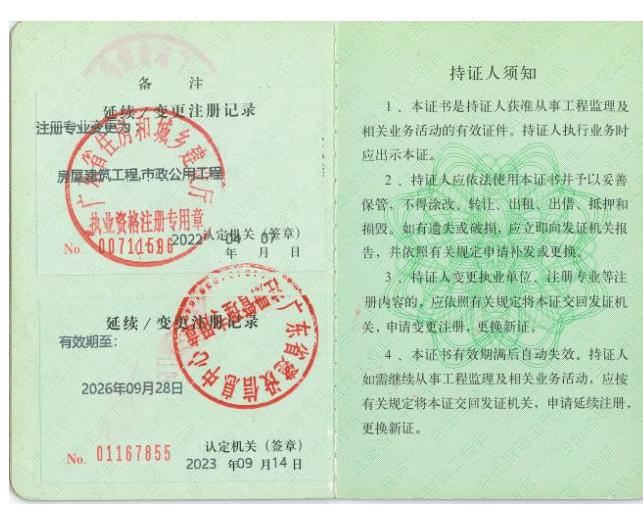 备 注
延续/变更注册记录
注册专业变更为:
房屋建筑工程,市政公用工程
广东省住房和城乡建设厅
执业资格注册专用章
认定机关(签章)
No. 00711596 2022 04 07
年 月 日
延续/变更注册记录
有效期至:
2026年09月28日
广东省建设信息中心
认定机关(签章)
No. 01167855 2023 年09 月14 日
持证人须知
1、本证书是持证人获准从事工程监理及
相关业务活动的有效证件。持证人执行业务时
应出示本证。
2、持证人应依法使用本证书并予以妥善
保管,不得涂改、转让、出租、出借、抵押和
损毁。如有遗失或破损,应立即向发证机关报
告,并依照有关规定申请补发或更换。
3、持证人变更执业单位、注册专业等注
册内容的,应依照有关规定将本证交回发证机
关,申请变更注册,更换新证。
4、本证书有效期满后自动失效。持证人
如需继续从事工程监理及相关业务活动,应按
有关规定将本证交回发证机关,申请延续注册,
更换新证。